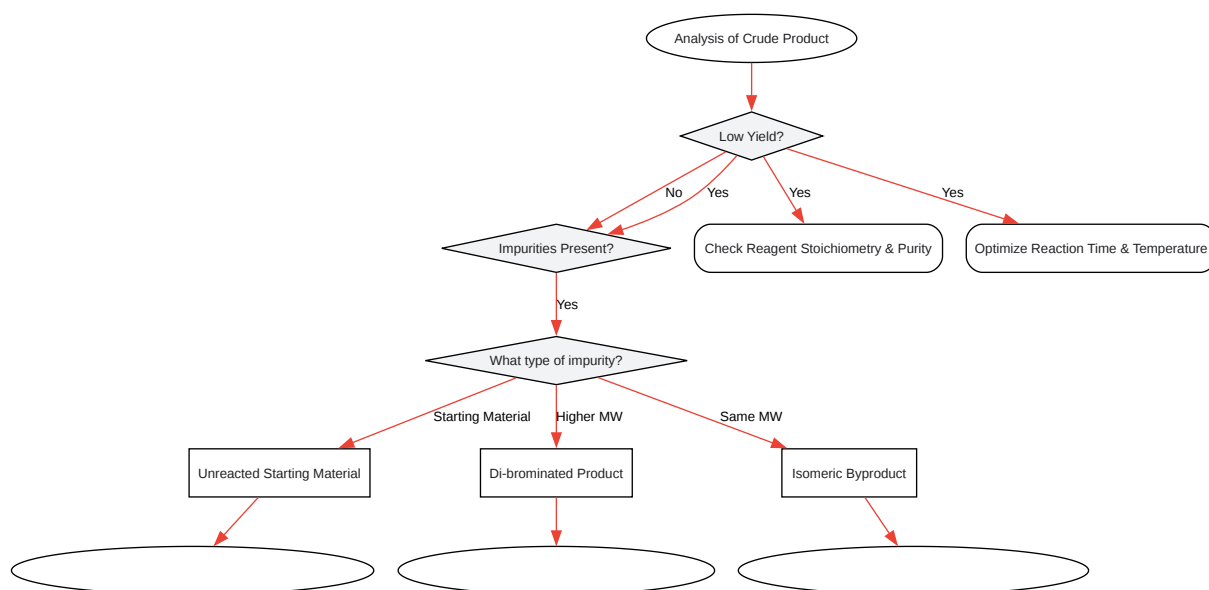 Analysis of Crude Product
Low Yield?
No
Yes
Yes
Yes
Impurities Present?
Check Reagent Stoichiometry & Purity
Optimize Reaction Time & Temperature
Yes
What type of impurity?
Starting Material
Higher MW
Same MW
Unreacted Starting Material
Di-brominated Product
Isomeric Byproduct